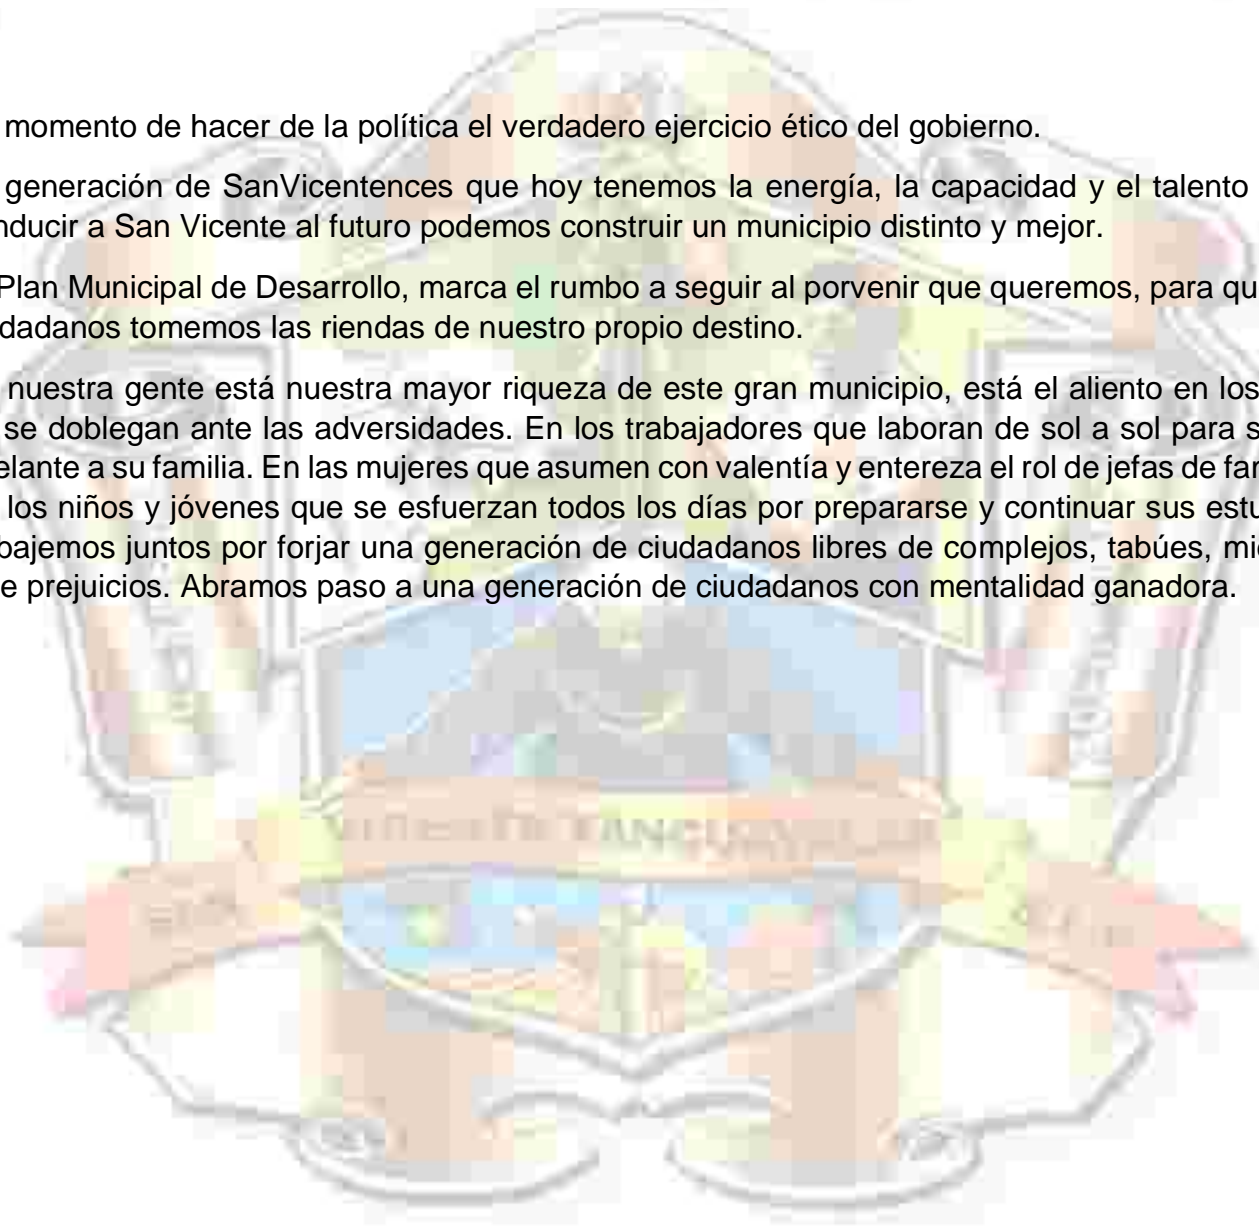 momento de hacer de la política el verdadero ejercicio ético del gobierno.
generación de SanVicentences que hoy tenemos la energía, la capacidad y el talento
nducir a San Vicente al futuro podemos construir un municipio distinto y mejor.
Plan Municipal de Desarrollo, marca el rumbo a seguir al porvenir que queremos, para qu
dadanos tomemos las riendas de nuestro propio destino.
nuestra gente está nuestra mayor riqueza de este gran municipio, está el aliento en los
se doblegan ante las adversidades. En los trabajadores que laboran de sol a sol para s
elante a su familia. En las mujeres que asumen con valentía y entereza el rol de jefas de fam
los niños y jóvenes que se esfuerzan todos los días por prepararse y continuar sus estu
bajemos juntos por forjar una generación de ciudadanos libres de complejos, tabúes, mie
e prejuicios. Abramos paso a una generación de ciudadanos con mentalidad ganadora.